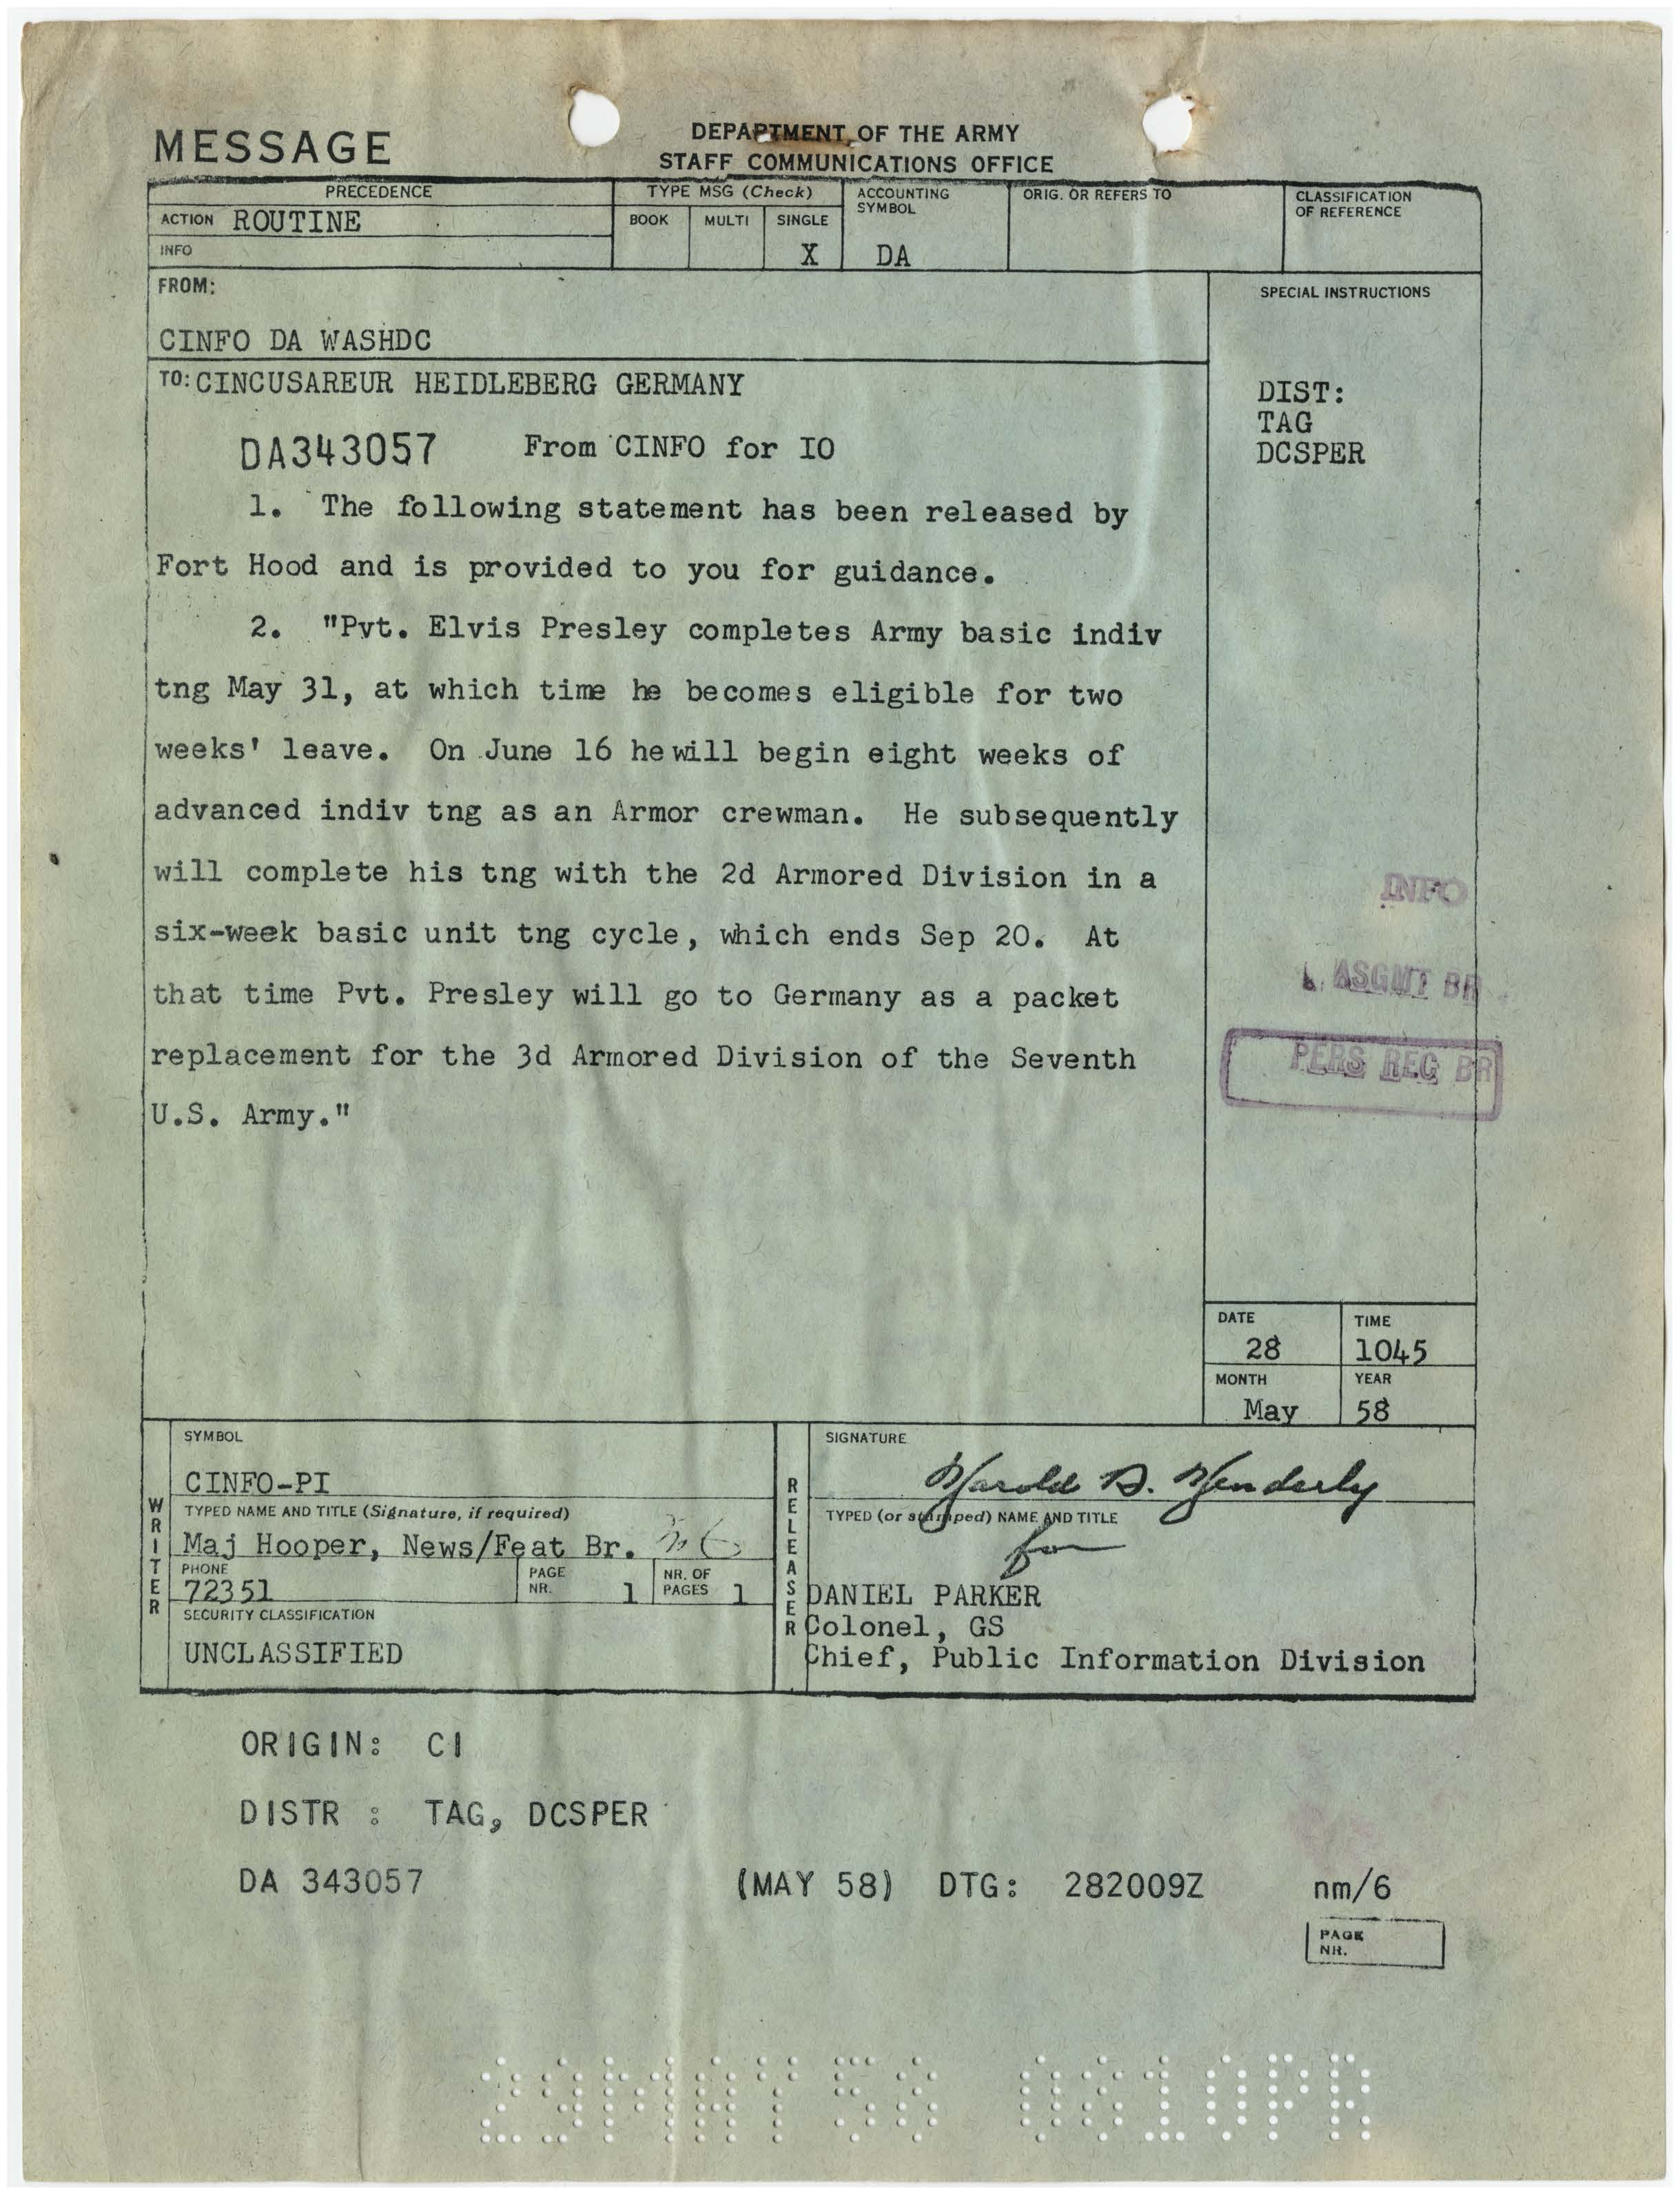 MESSAGE
DEPARTMENT OF THE ARMY
STAFF COMMUNICATIONS OFFICE
PRECEDENCE
TYPE MSG (Check)
ACCOUNTING SYMBOL
ORIG. OR REFERS TO
CLASSIFICATION OF REFERENCE
ACTION ROUTINE
BOOK MULTI SINGLE
INFO
X DA
FROM:
SPECIAL INSTRUCTIONS
CINFO DA WASHDC
TO: CINCUSAREUR HEIDLEBERG GERMANY
DIST:
TAG
DCSPER
DA343057 From CINFO for IO
1. The following statement has been released by
Fort Hood and is provided to you for guidance.
2. "Pvt. Elvis Presley completes Army basic indiv
tng May 31, at which time he becomes eligible for two
weeks' leave. On June 16 he will begin eight weeks of
advanced indiv tng as an Armor crewman. He subsequently
will complete his tng with the 2d Armored Division in a
six-week basic unit tng cycle, which ends Sep 20. At
that time Pvt. Presley will go to Germany as a packet
replacement for the 3d Armored Division of the Seventh
U.S. Army."
INFO
ASGMT BR
PERS REG BR
DATE TIME
28 1045
MONTH YEAR
May 58
WRITER
SYMBOL
CINFO-PI
TYPED NAME AND TITLE (Signature, if required)
Maj Hooper, News/Feat Br.
PHONE
72351
PAGE NR. 1
NR. OF PAGES 1
SECURITY CLASSIFICATION
UNCLASSIFIED
RELEASER
SIGNATURE
Harold D.
TYPED (or stamped) NAME AND TITLE
for
DANIEL PARKER
Colonel, GS
Chief, Public Information Division
ORIGIN: CI
DISTR : TAG, DCSPER
DA 343057 (MAY 58) DTG: 282009Z nm/6
PAGE
NR.
29MAY58